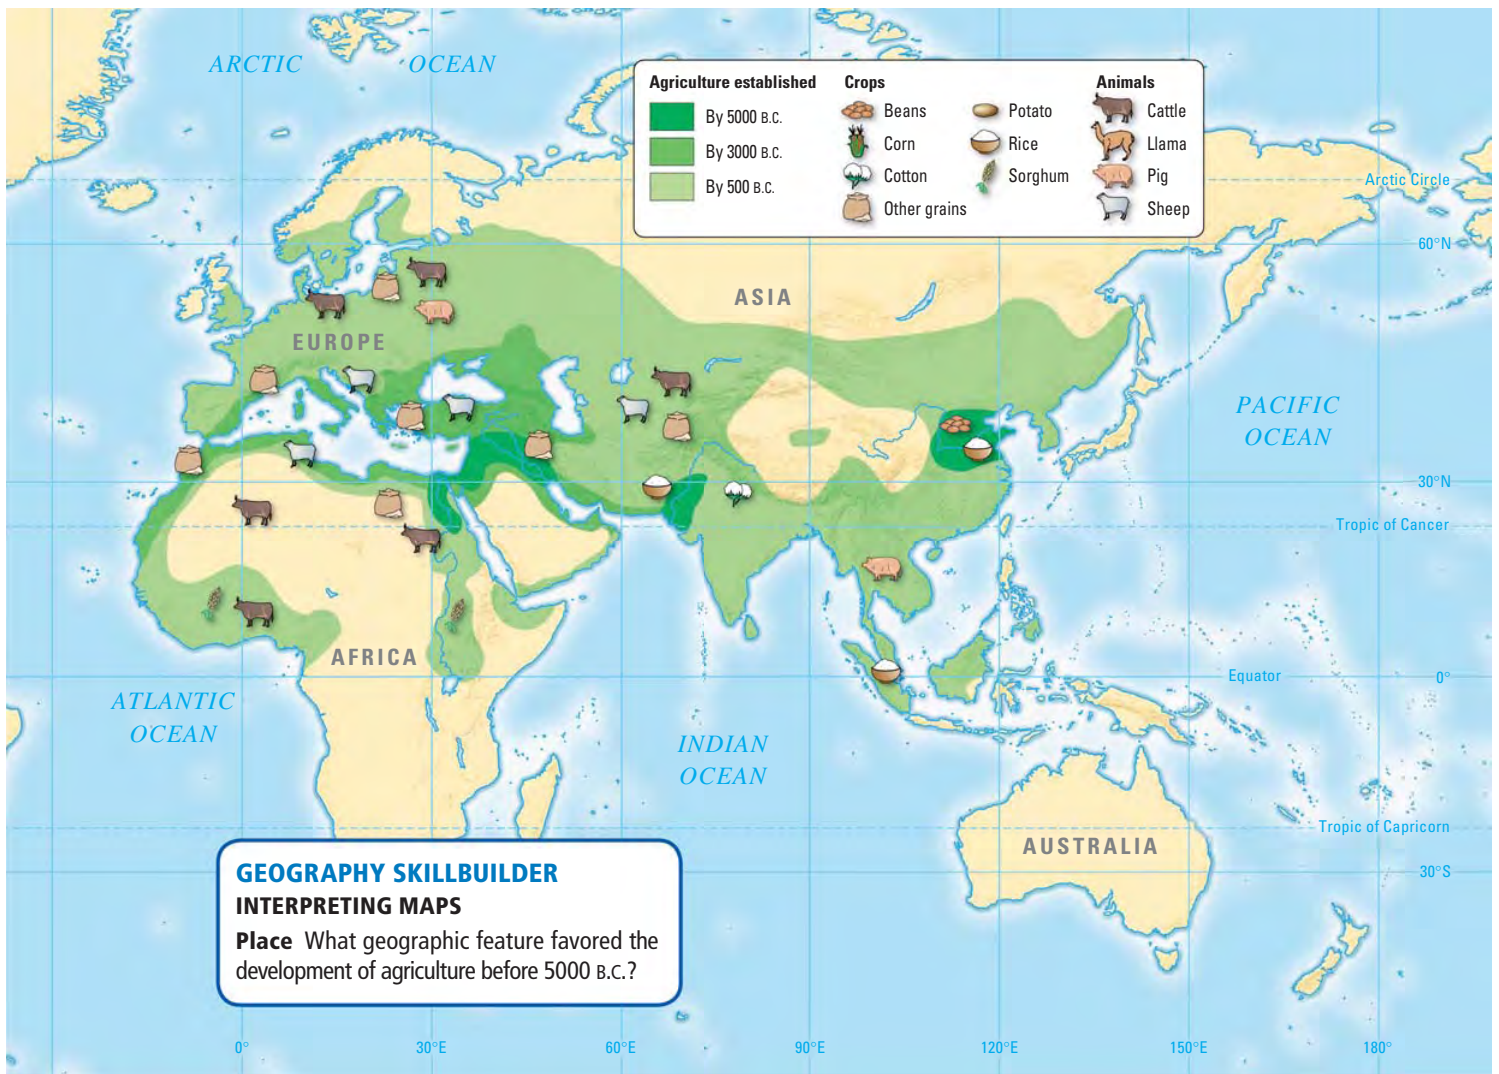 ARCTIC OCEAN
Agriculture established
By 5000 B.C.
By 3000 B.C.
By 500 B.C.
Crops
Beans
Corn
Cotton
Other grains
Potato
Rice
Sorghum
Animals
Cattle
Llama
Pig
Sheep
Arctic Circle
60°N
ASIA
EUROPE
PACIFIC
OCEAN
30°N
Tropic of Cancer
AFRICA
Equator
0°
ATLANTIC
OCEAN
INDIAN
OCEAN
Tropic of Capricorn
AUSTRALIA
30°S
GEOGRAPHY SKILLBUILDER
INTERPRETING MAPS
Place What geographic feature favored the
development of agriculture before 5000 B.C.?
0°
30°E
60°E
90°E
120°E
150°E
180°